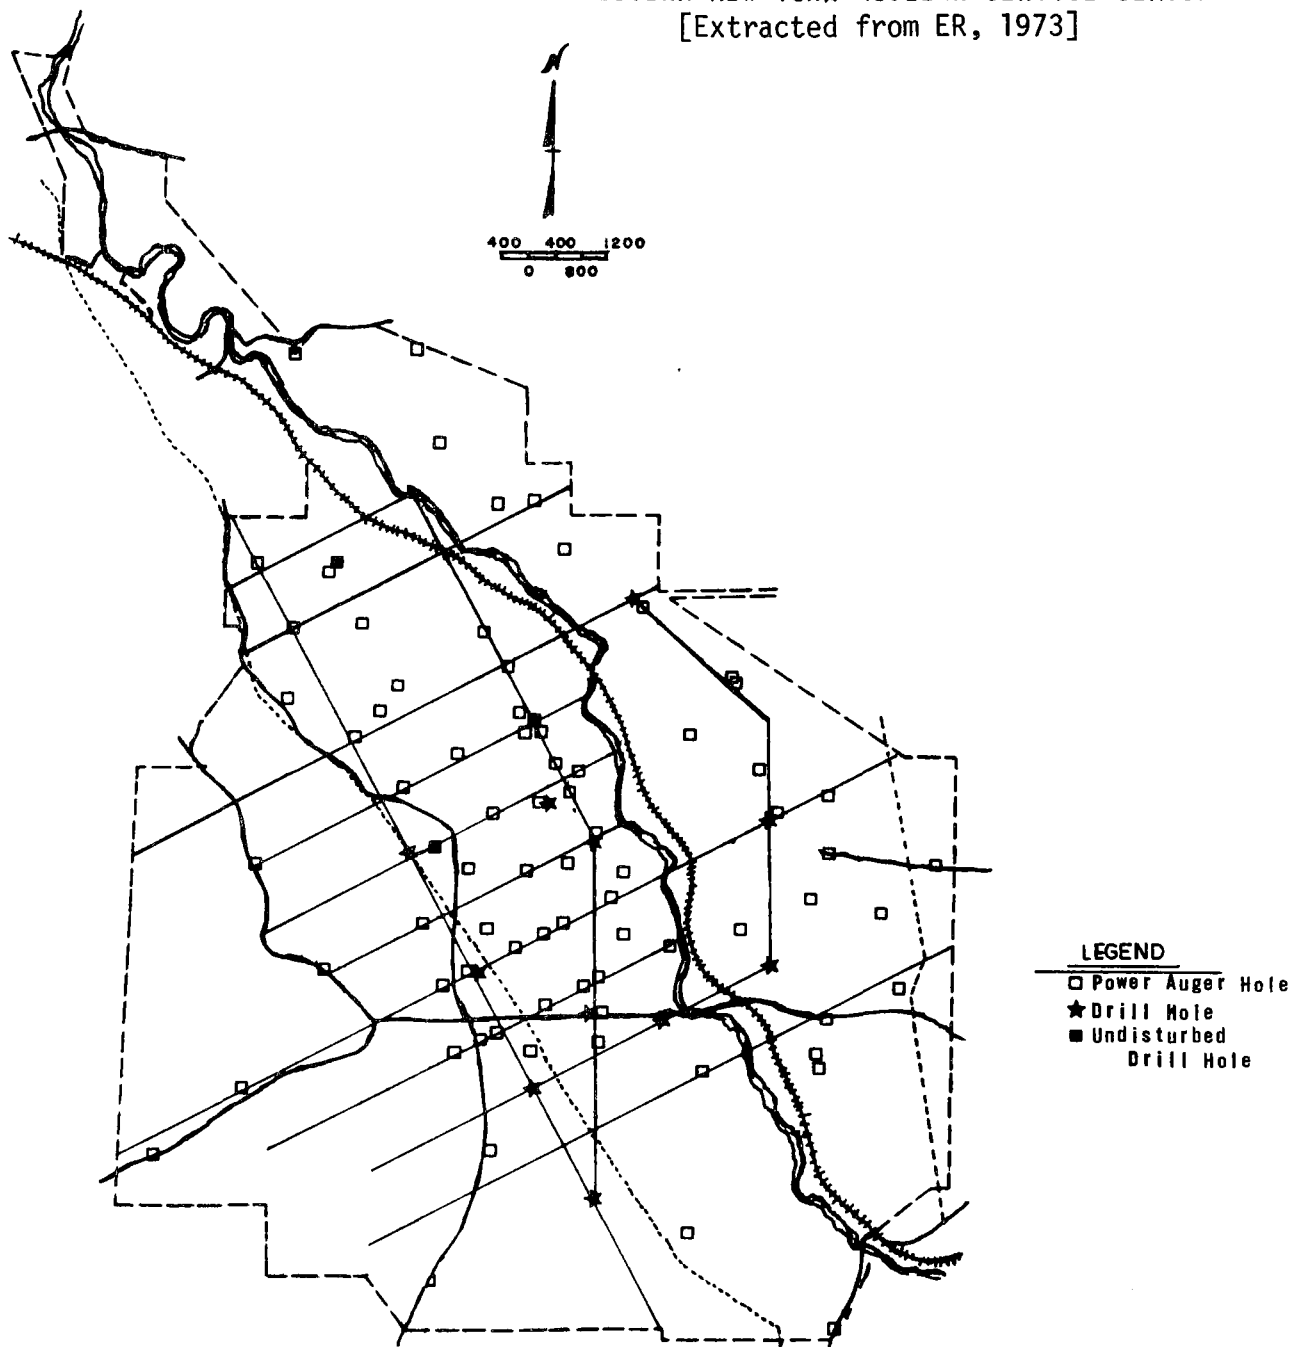 [Extracted from ER, 1973]
N
400 400 1200
0 800
LEGEND
Power Auger Hole
Drill Hole
Undisturbed
Drill Hole